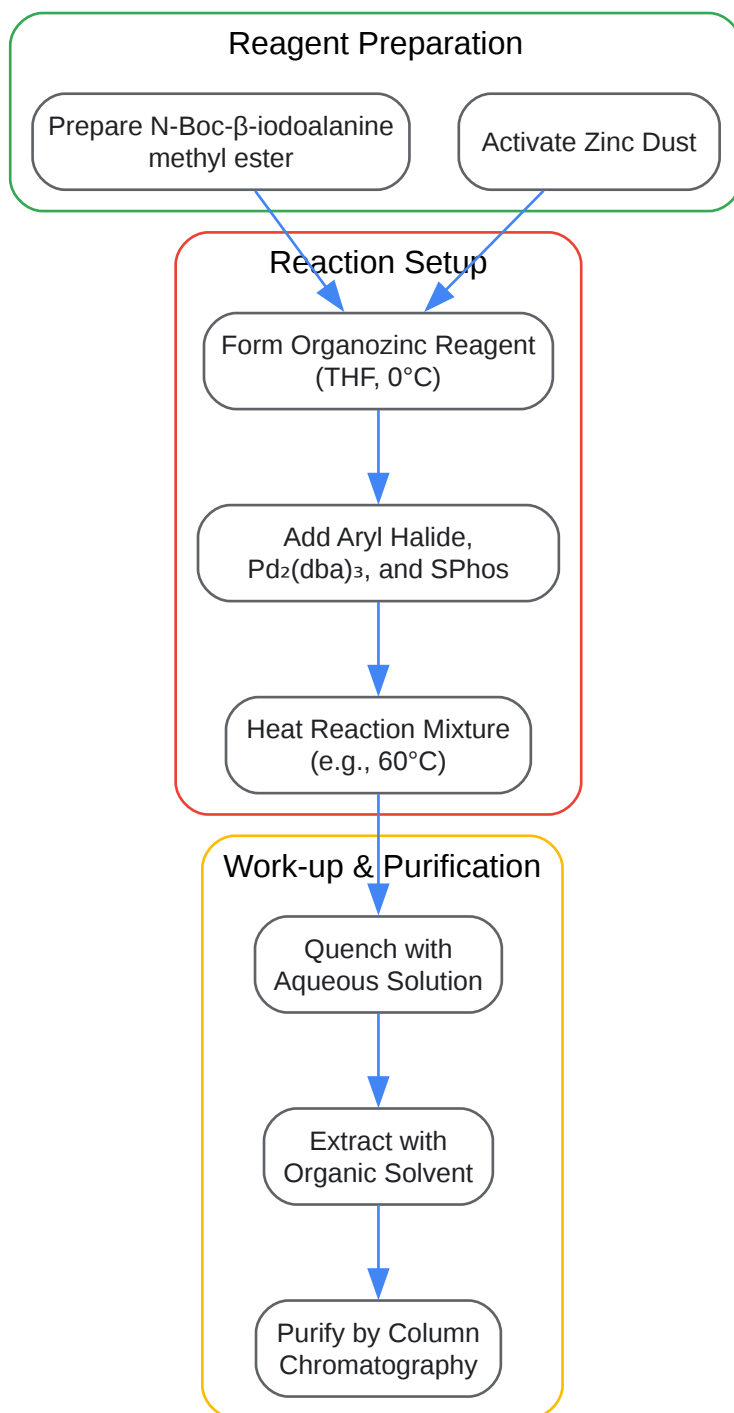 Reagent Preparation
Prepare N-Boc-β-iodoalanine
methyl ester
Activate Zinc Dust
Reaction Setup
Form Organozinc Reagent
(THF, 0°C)
Add Aryl Halide,
Pd₂(dba)₃, and SPhos
Heat Reaction Mixture
(e.g., 60°C)
Work-up & Purification
Quench with
Aqueous Solution
Extract with
Organic Solvent
Purify by Column
Chromatography